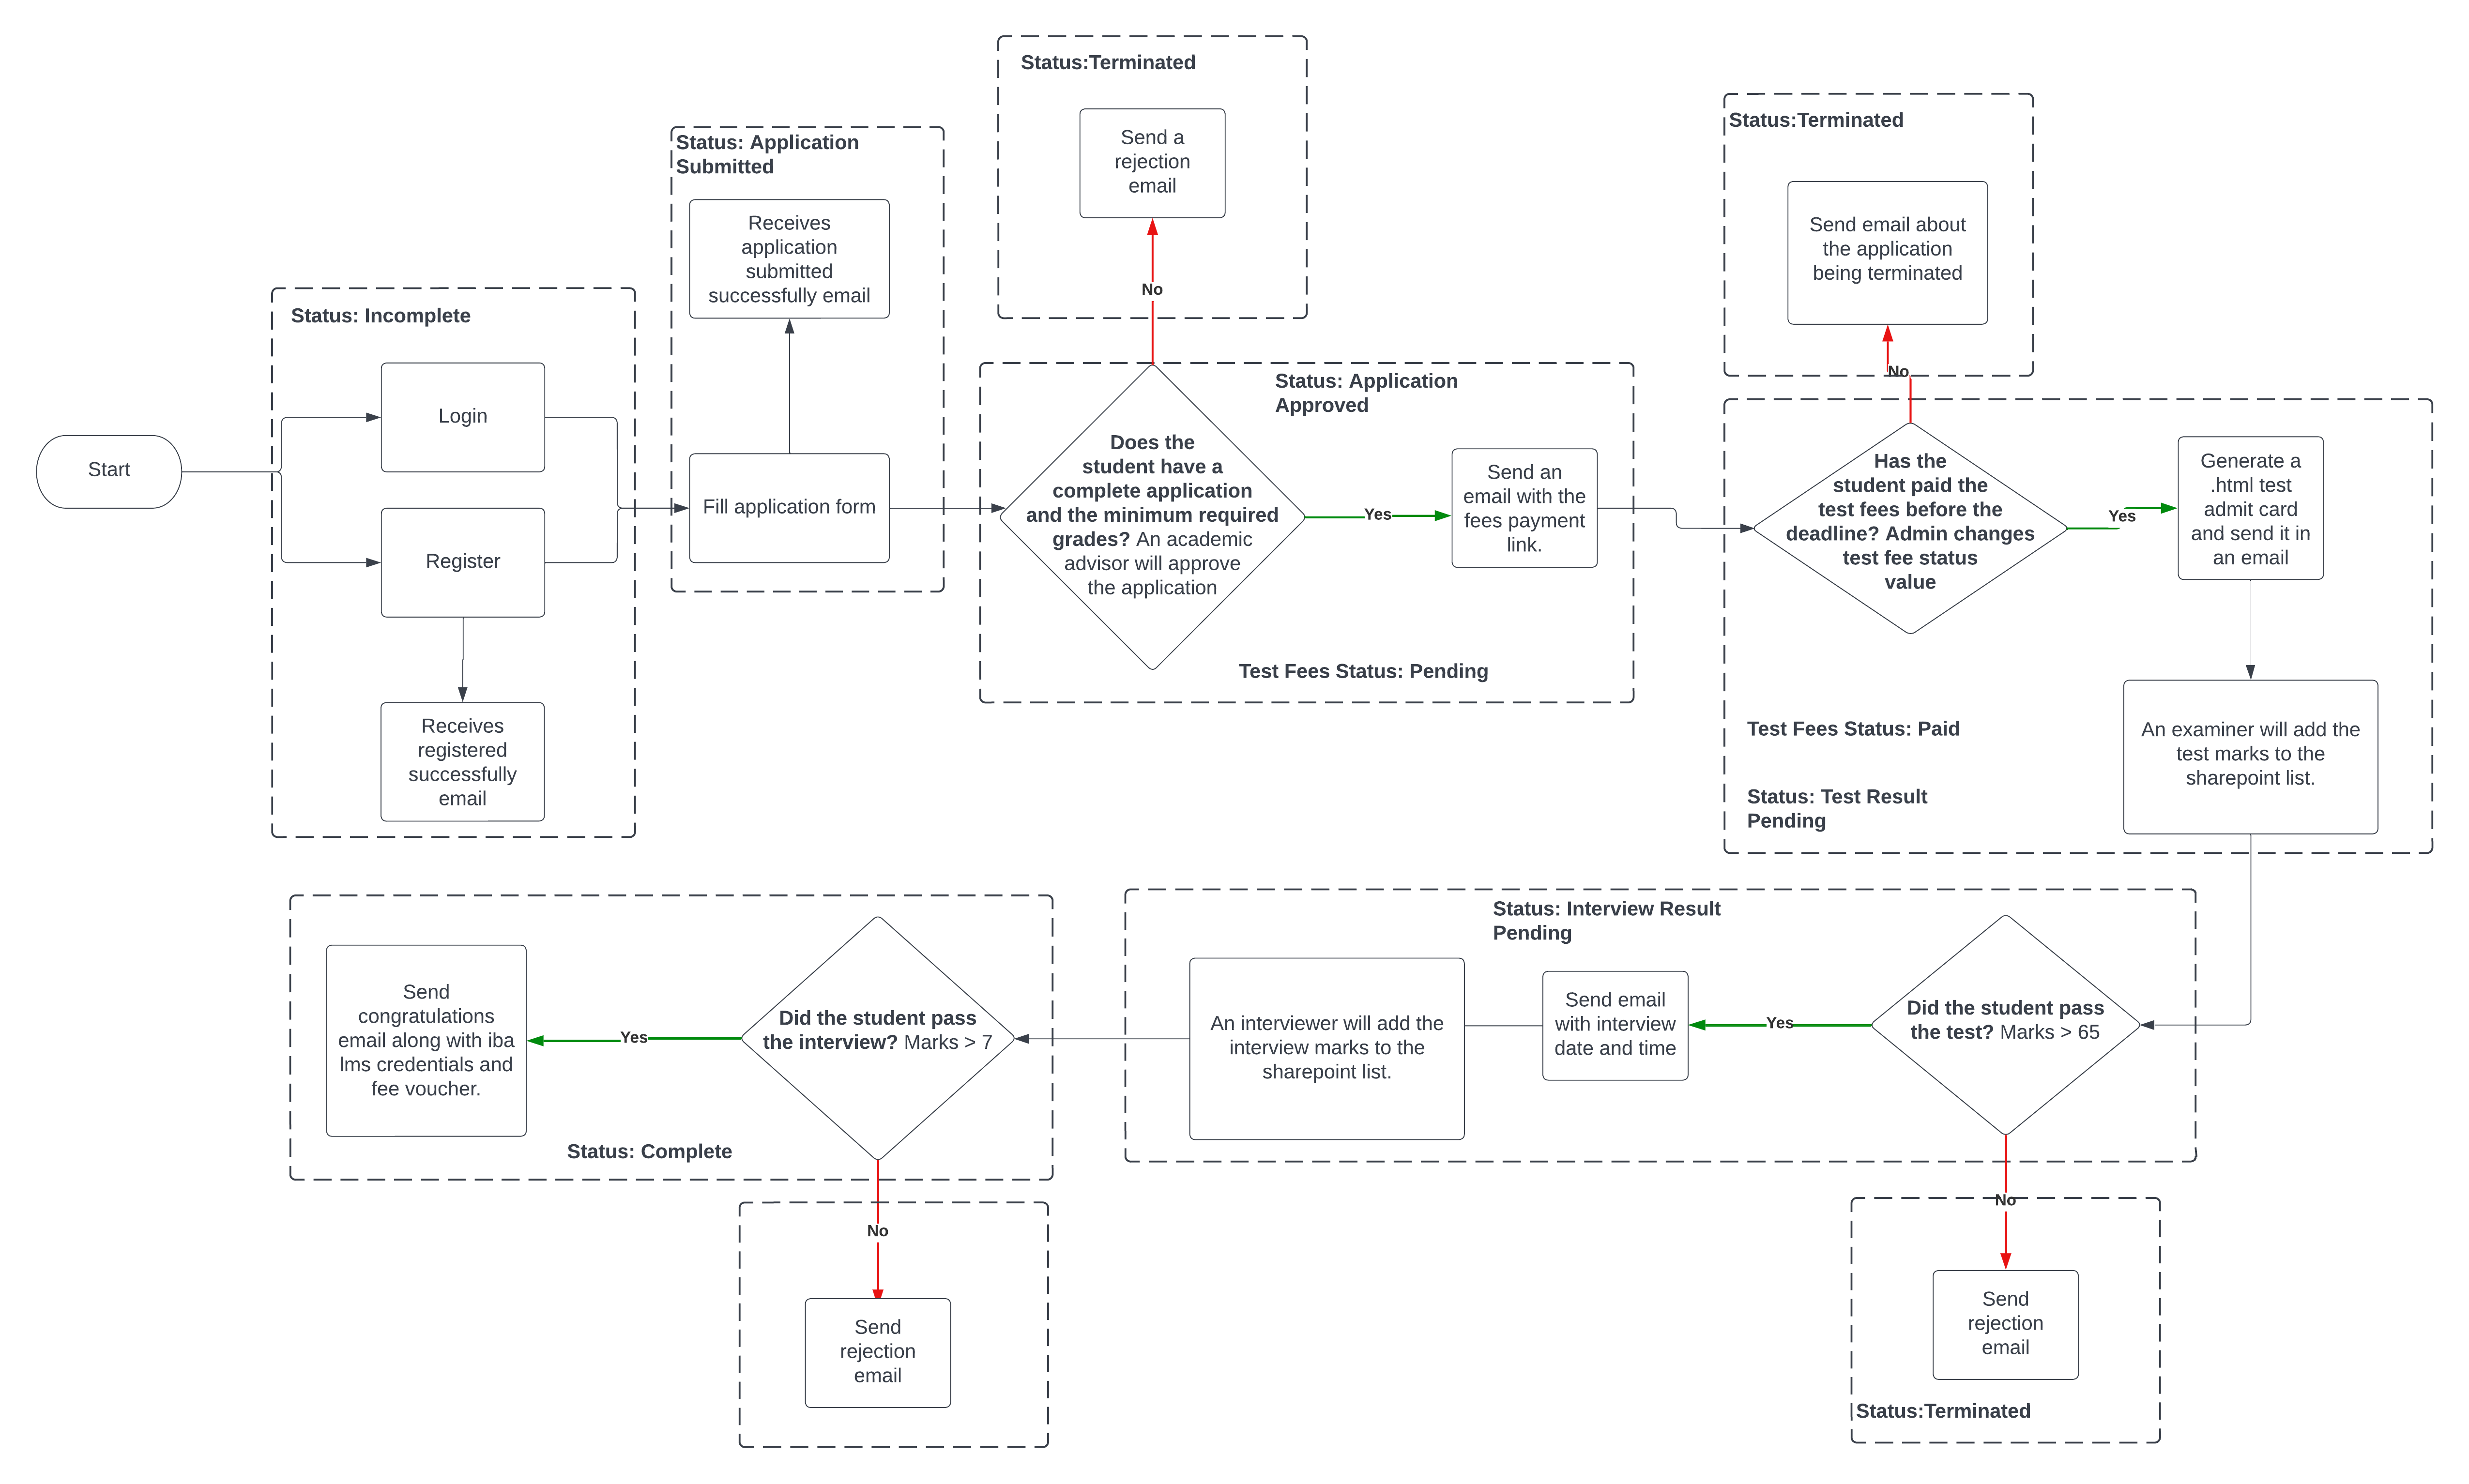 Start
Status: Incomplete
Login
Register
Receives
registered
successfully
email
Status: Application
Submitted
Receives
application
submitted
successfully email
Fill application form
Status:Terminated
Send a
rejection
email
No
Status: Application
Approved
Does the
student have a
complete application
and the minimum required
grades? An academic
advisor will approve
the application
Yes
Send an
email with the
fees payment
link.
Test Fees Status: Pending
Status:Terminated
Send email about
the application
being terminated
No
Has the
student paid the
test fees before the
deadline? Admin changes
test fee status
value
Yes
Generate a
.html test
admit card
and send it in
an email
An examiner will add the
test marks to the
sharepoint list.
Test Fees Status: Paid
Status: Test Result
Pending
Status: Interview Result
Pending
Did the student pass
the test? Marks > 65
Yes
Send email
with interview
date and time
An interviewer will add the
interview marks to the
sharepoint list.
No
Send
rejection
email
Status:Terminated
Did the student pass
the interview? Marks > 7
Yes
Send
congratulations
email along with iba
lms credentials and
fee voucher.
Status: Complete
No
Send
rejection
email